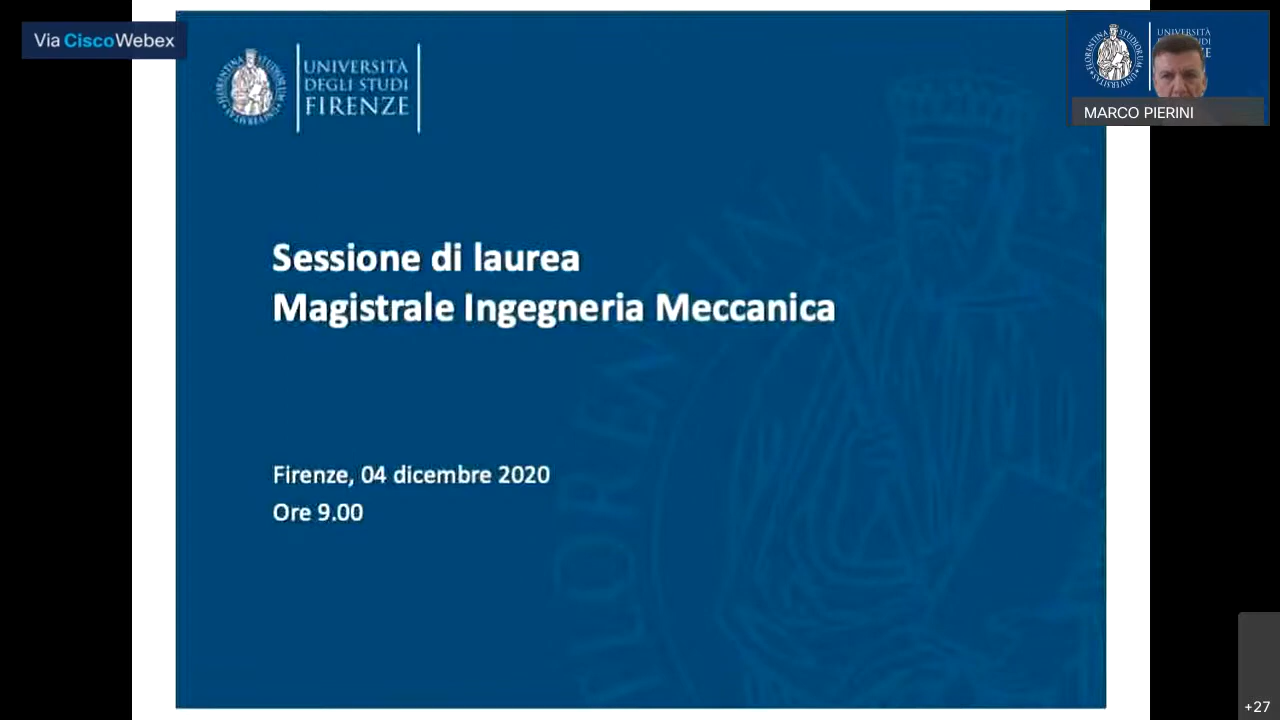 Via CiscoWebex
UNIVERSITÀ
DEGLI STUDI
FIRENZE
MARCO PIERINI
Sessione di laurea
Magistrale Ingegneria Meccanica
Firenze, 04 dicembre 2020
Ore 9.00
+27